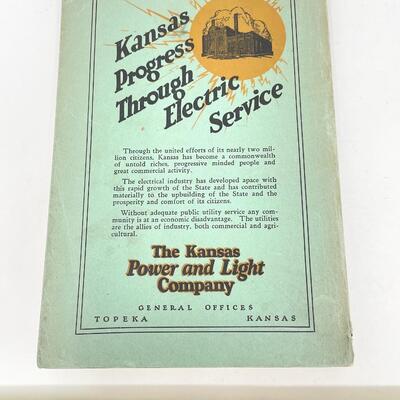 Kansas
Progress
Through
Electric
Service
Through the united efforts of its nearly two mil-
lion citizens, Kansas has become a commonwealth
of untold riches, progressive minded people and
great commercial activity.
The electrical industry has developed apace with
this rapid growth of the State and has contributed
materially to the upbuilding of the State and the
prosperity and comfort of its citizens.
Without adequate public utility service any com-
munity is at an economic disadvantage. The utilities
are the allies of industry, both commercial and agri-
cultural.
The Kansas
Power and Light
Company
GENERAL OFFICES
TOPEKA KANSAS